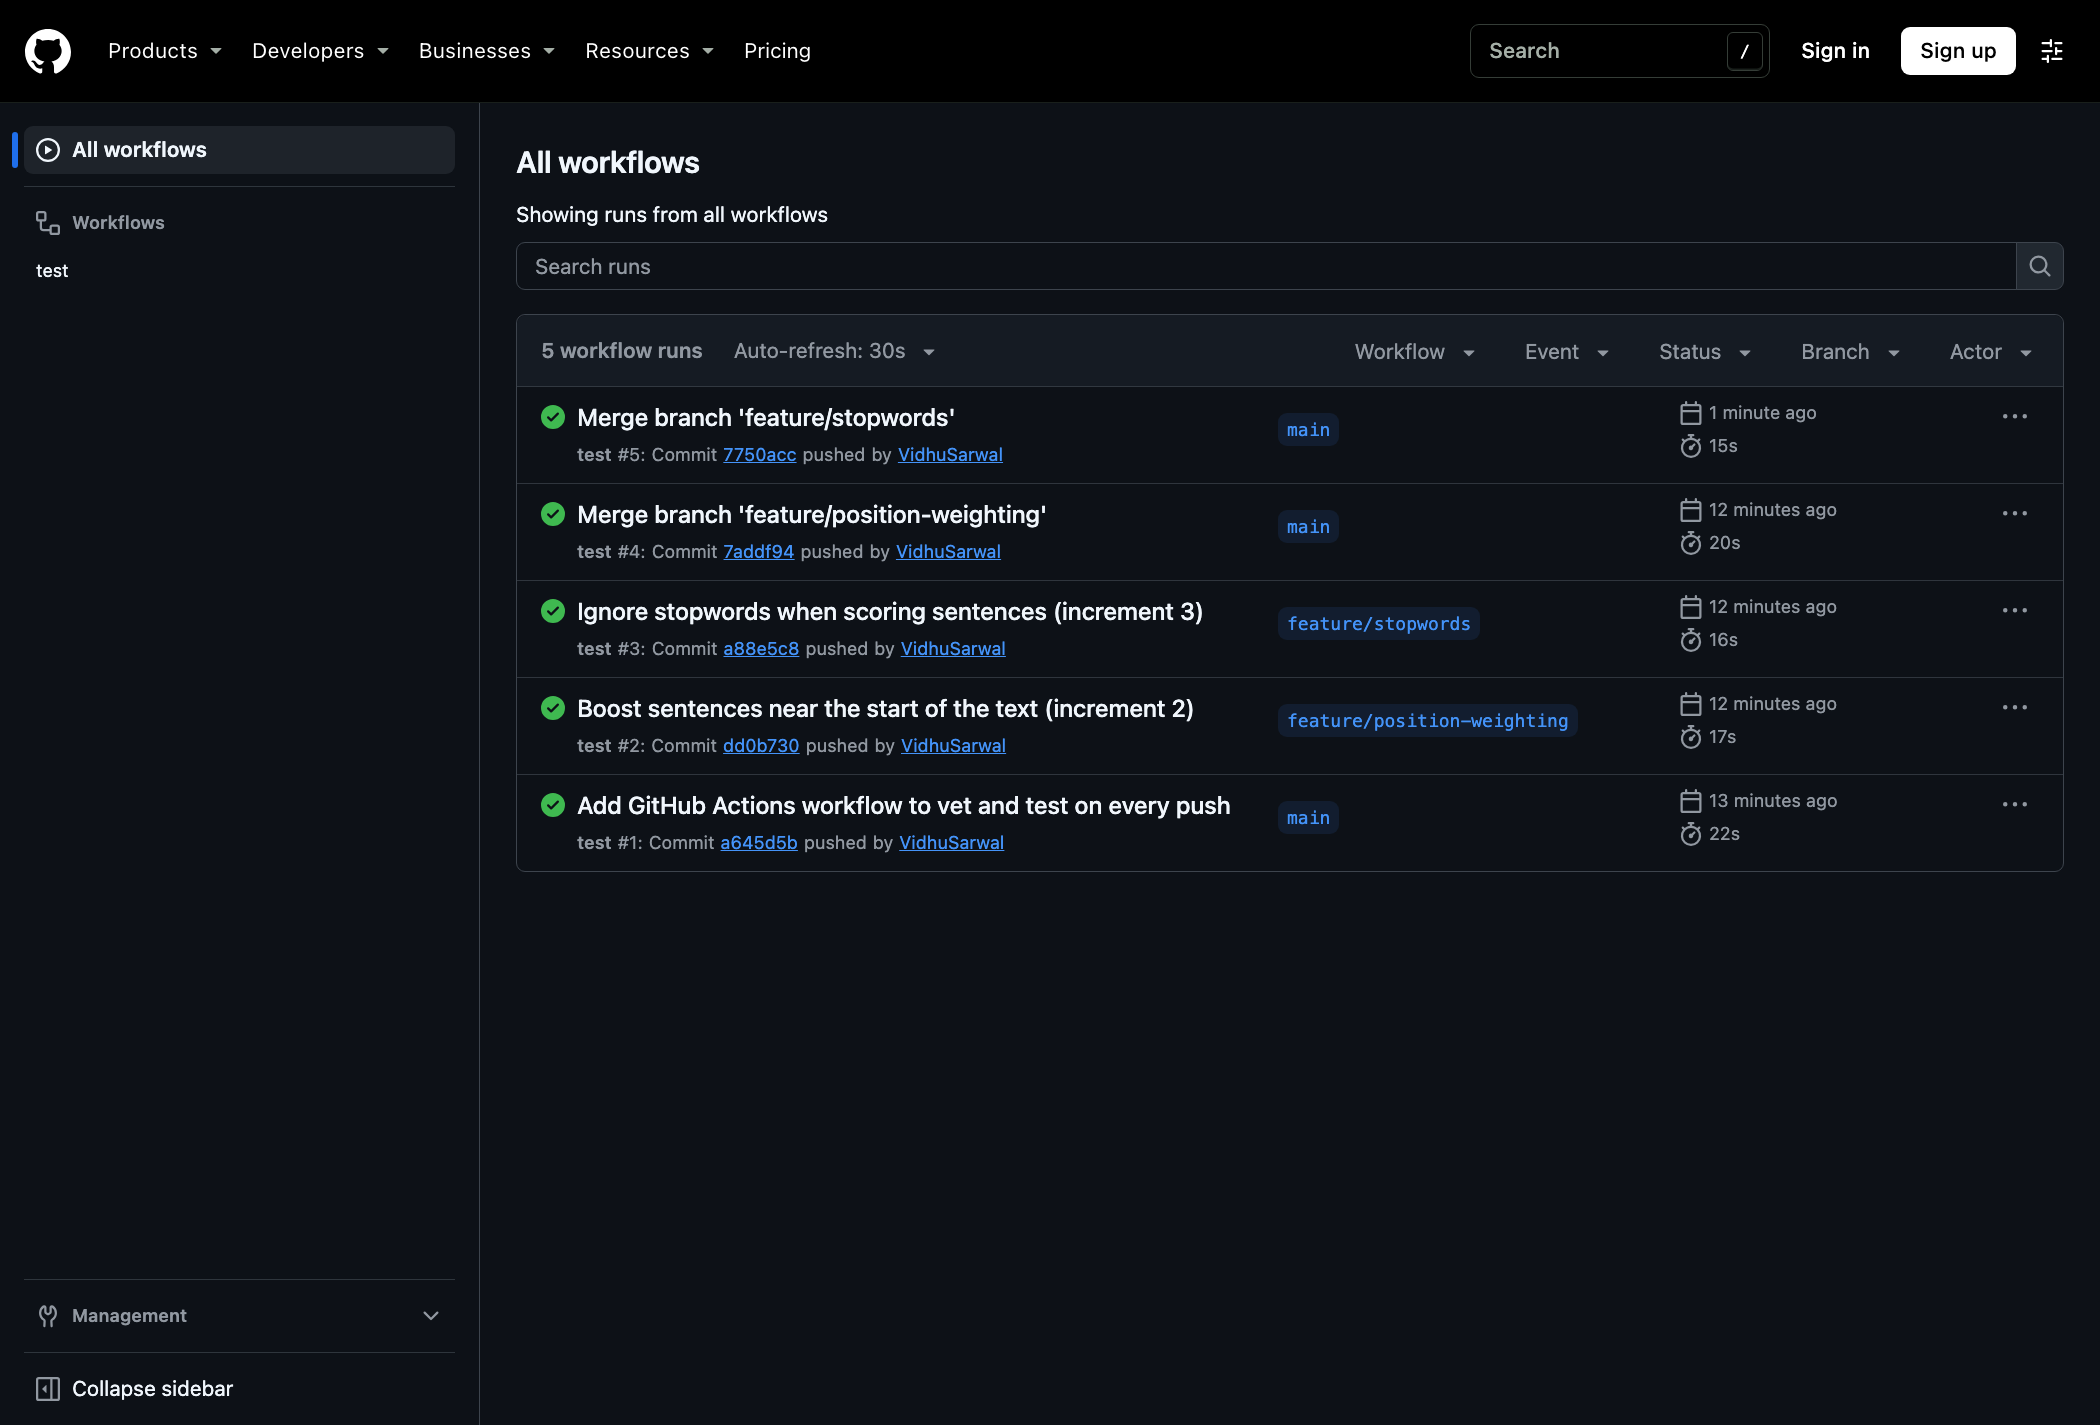 Products Developers Businesses Resources Pricing Search / Sign in Sign up
All workflows
Workflows
test
Management
Collapse sidebar
All workflows
Showing runs from all workflows
Search runs
5 workflow runs Auto-refresh: 30s Workflow Event Status Branch Actor
Merge branch 'feature/stopwords'
test #5: Commit 7750acc pushed by VidhuSarwal
main
1 minute ago
15s
Merge branch 'feature/position-weighting'
test #4: Commit 7addf94 pushed by VidhuSarwal
main
12 minutes ago
20s
Ignore stopwords when scoring sentences (increment 3)
test #3: Commit a88e5c8 pushed by VidhuSarwal
feature/stopwords
12 minutes ago
16s
Boost sentences near the start of the text (increment 2)
test #2: Commit dd0b730 pushed by VidhuSarwal
feature/position-weighting
12 minutes ago
17s
Add GitHub Actions workflow to vet and test on every push
test #1: Commit a645d5b pushed by VidhuSarwal
main
13 minutes ago
22s